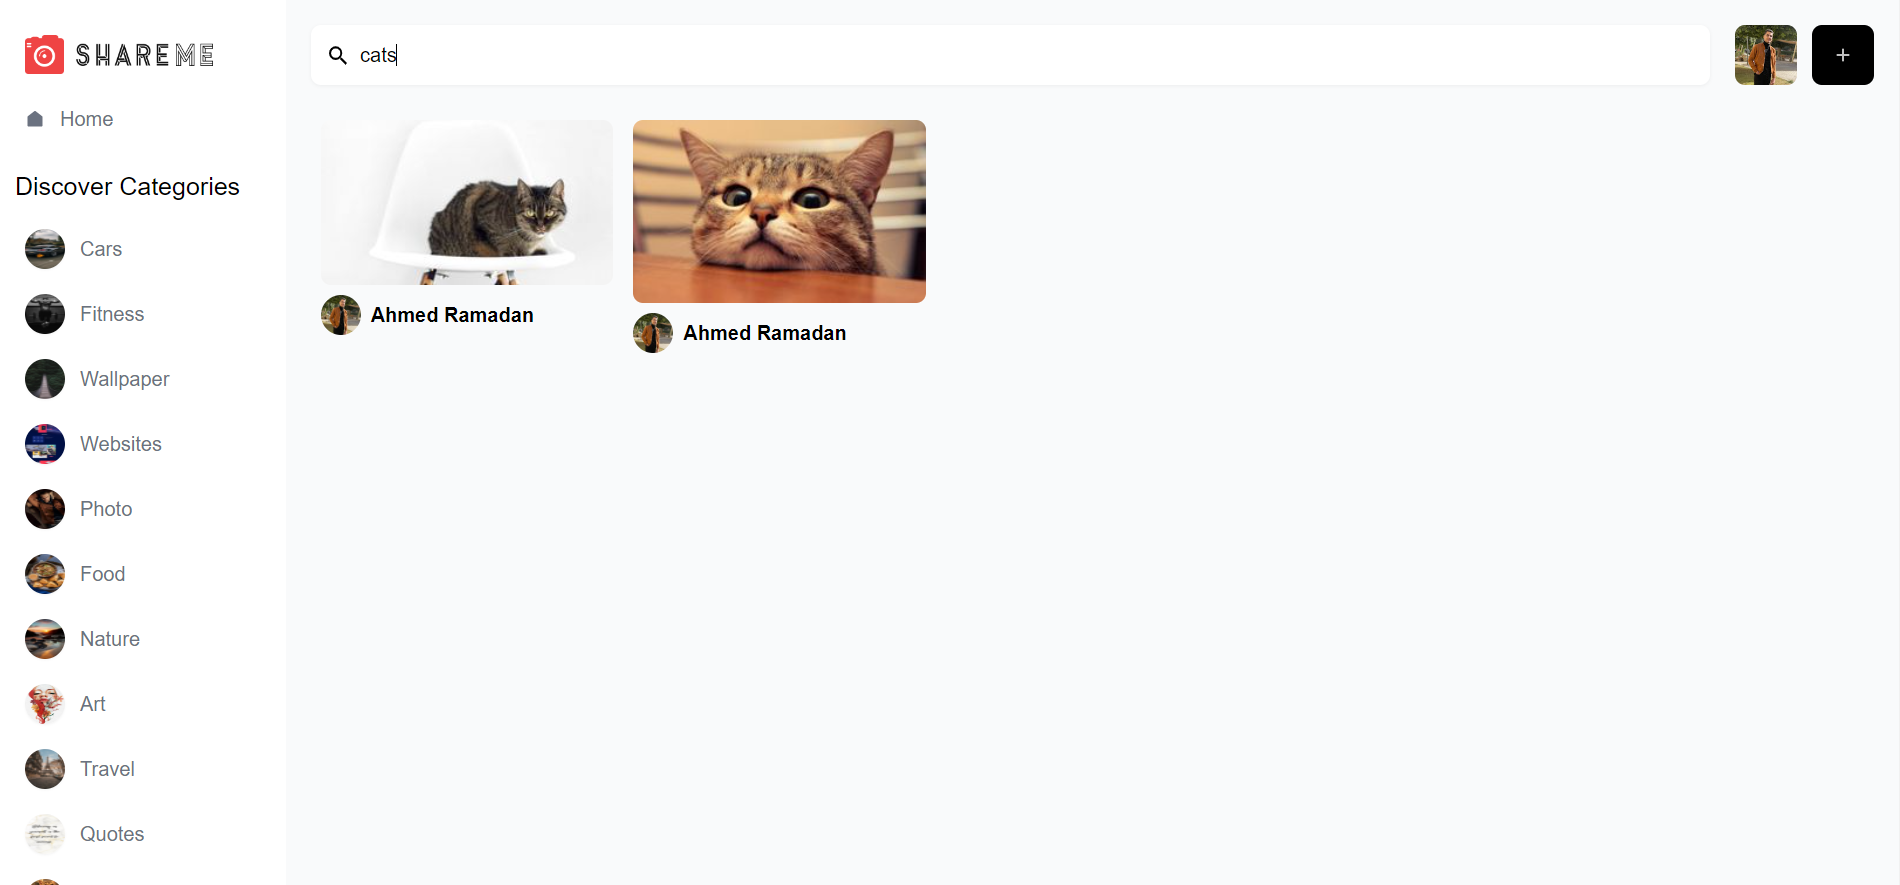 SHAREME
cats
Home
Discover Categories
Cars
Fitness
Wallpaper
Websites
Photo
Food
Nature
Art
Travel
Quotes
Ahmed Ramadan
Ahmed Ramadan